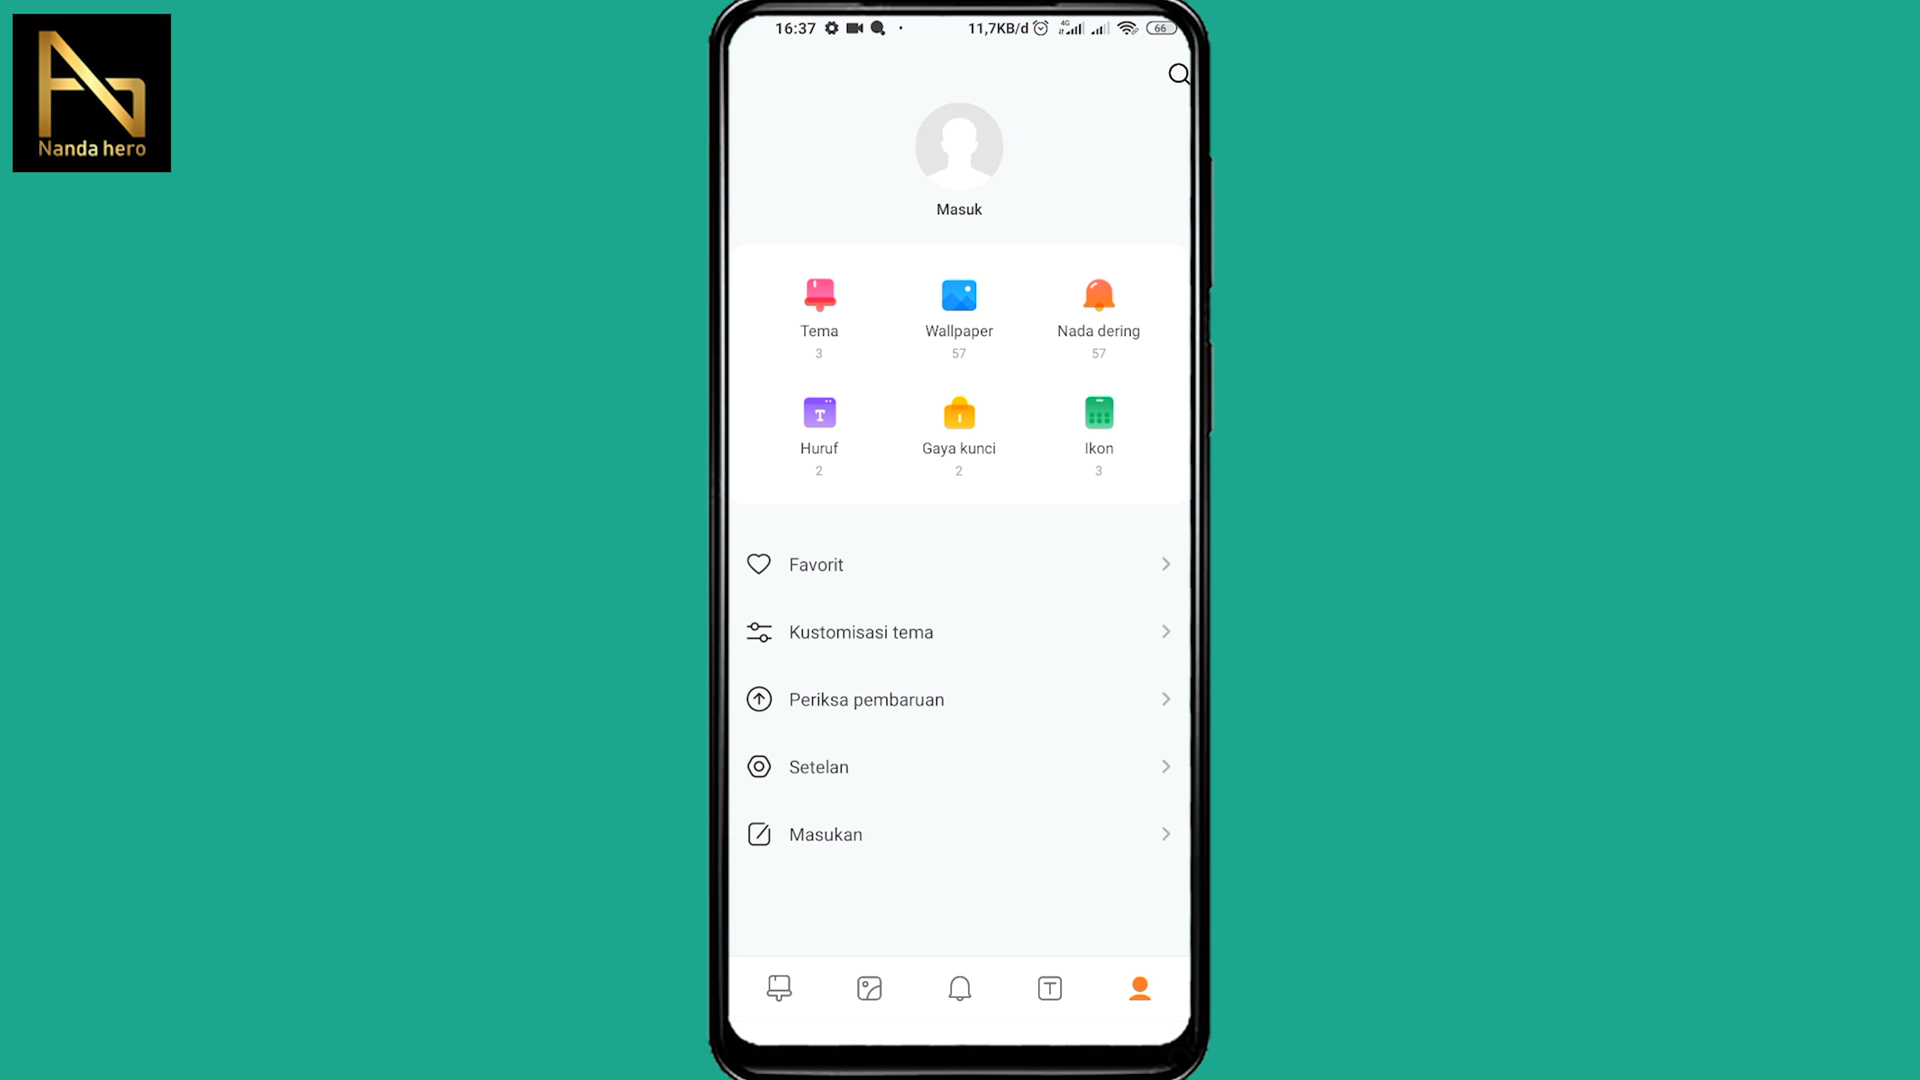 Nanda hero
16:37
11,7KB/d
4G
66
Masuk
Tema
3
Wallpaper
57
Nada dering
57
Huruf
2
Gaya kunci
2
Ikon
3
Favorit
Kustomisasi tema
Periksa pembaruan
Setelan
Masukan